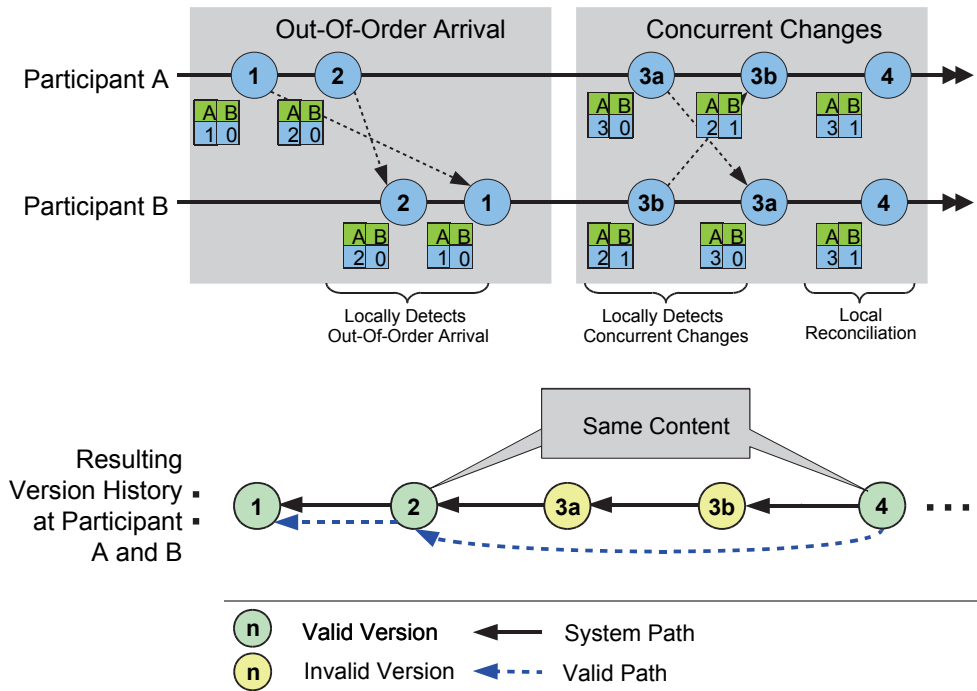 Out-Of-Order Arrival
Concurrent Changes
Participant A
1
2
3a
3b
4
A B
1 0
A B
2 0
A B
3 0
A B
2 1
A B
3 1
Participant B
2
1
3b
3a
4
A B
2 0
A B
1 0
A B
2 1
A B
3 0
A B
3 1
Locally Detects
Out-Of-Order Arrival
Locally Detects
Concurrent Changes
Local
Reconciliation
Same Content
Resulting
Version History
at Participant
A and B
1
2
3a
3b
4
n Valid Version
System Path
n Invalid Version
Valid Path